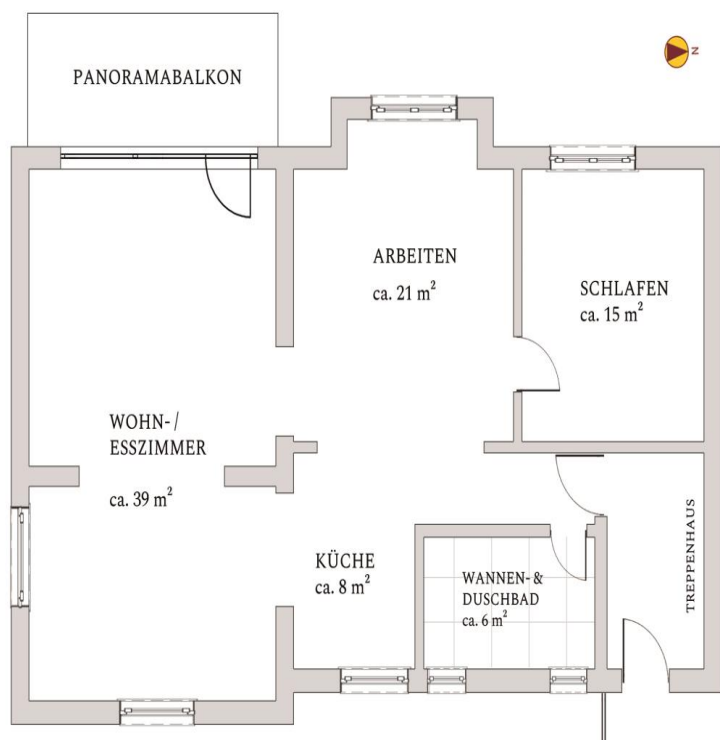 PANORAMABALKON
N
ARBEITEN
ca. 21 m²
SCHLAFEN
ca. 15 m²
WOHN- /
ESSZIMMER
ca. 39 m²
KÜCHE
ca. 8 m²
WANNEN- &
DUSCHBAD
ca. 6 m²
TREPPENHAUS